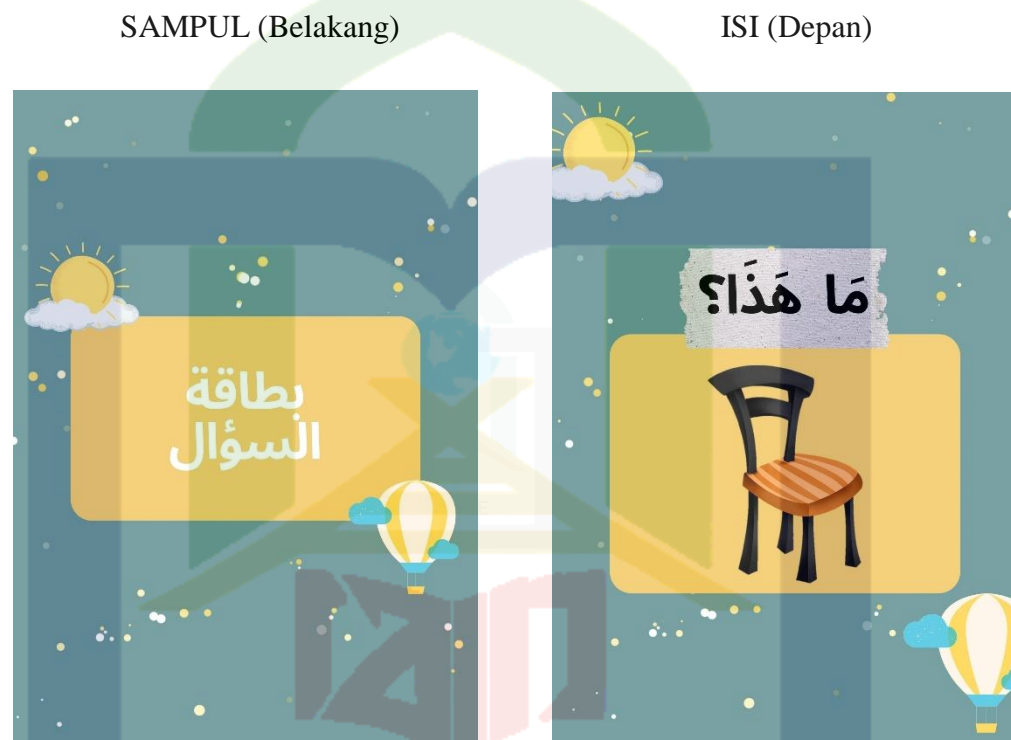 SAMPUL (Belakang)
ISI (Depan)
بطاقة
السؤال
مَا هَذَا؟